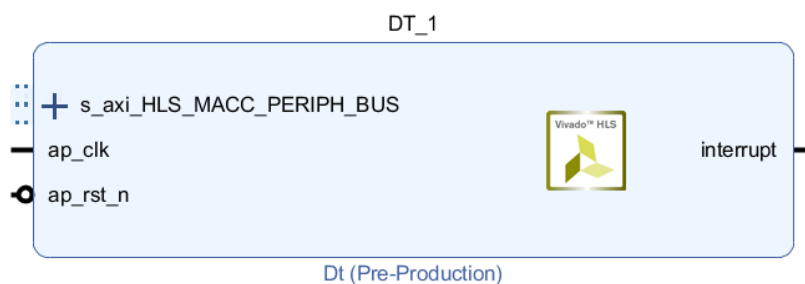 DT_1
s_axi_HLS_MACC_PERIPH_BUS
ap_clk
ap_rst_n
Vivado™ HLS
interrupt
Dt (Pre-Production)